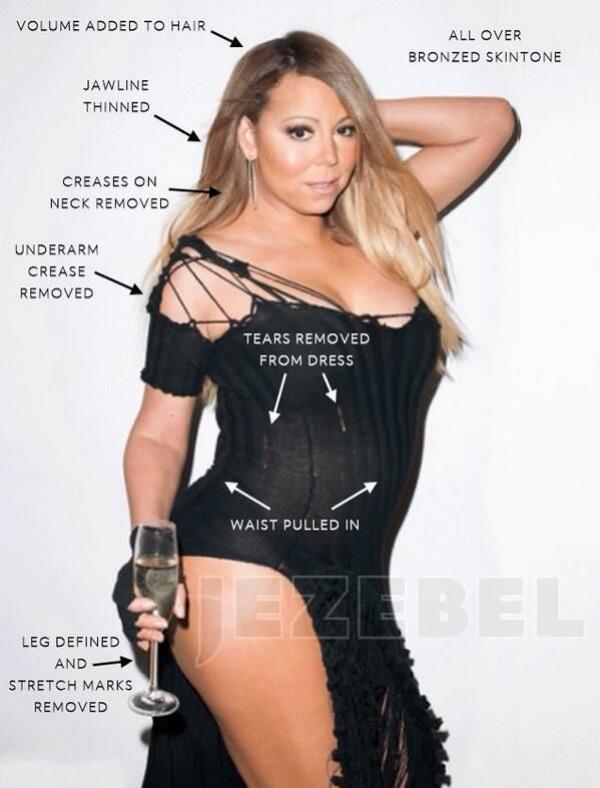 VOLUME ADDED TO HAIR
ALL OVER
BRONZED SKINTONE
JAWLINE
THINNED
CREASES ON
NECK REMOVED
UNDERARM
CREASE
REMOVED
TEARS REMOVED
FROM DRESS
WAIST PULLED IN
JEZEBEL
LEG DEFINED
AND
STRETCH MARKS
REMOVED